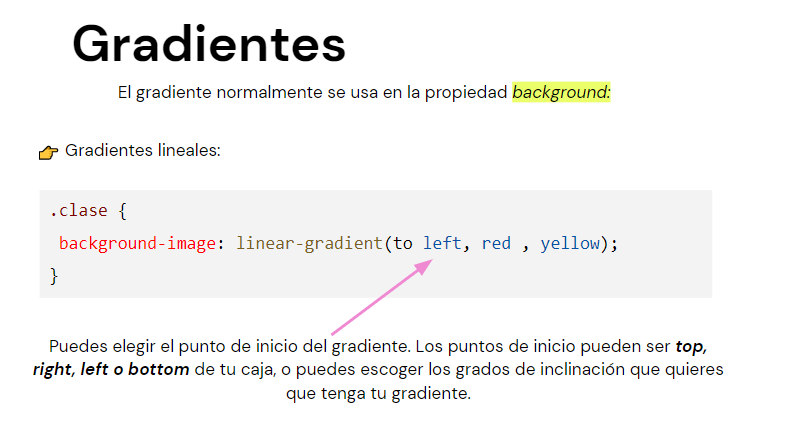 Gradientes
El gradiente normalmente se usa en la propiedad background:
👉 Gradientes lineales:
.clase {
background-image: linear-gradient(to left, red , yellow);
}
Puedes elegir el punto de inicio del gradiente. Los puntos de inicio pueden ser top,
right, left o bottom de tu caja, o puedes escoger los grados de inclinación que quieres
que tenga tu gradiente.